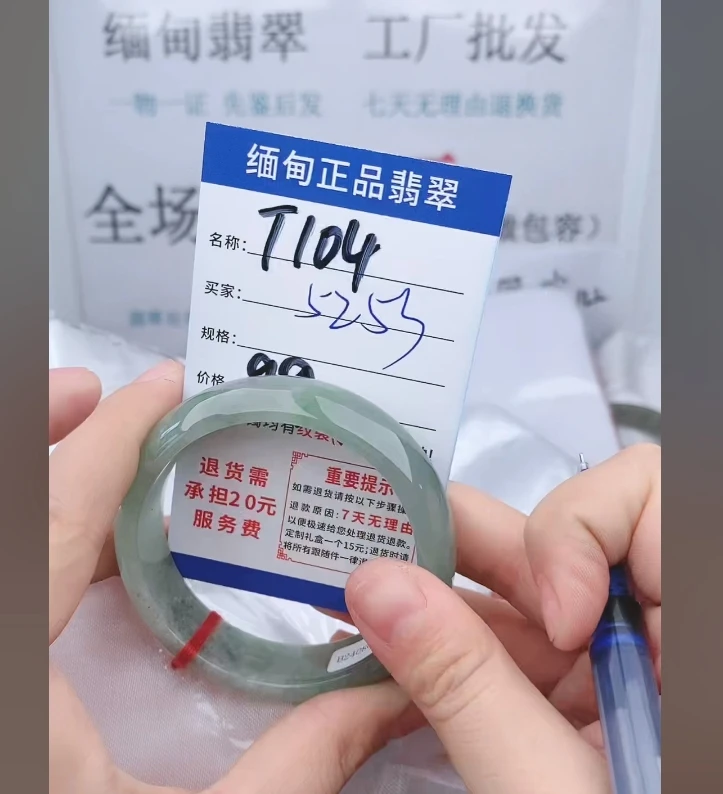 缅甸翡翠 工厂批发
一物一证 先鉴后发 七天无理由退换货
全场
包容）
缅甸正品翡翠
名称：T104
买家：5253
规格：
价格
退货需
承担20元
服务费
重要提示
如需退货请按以下步骤操
退款原因：7天无理由
以便极速给您处理退货退款。
定制礼盒一个15元；退货时请
将所有跟随件一律